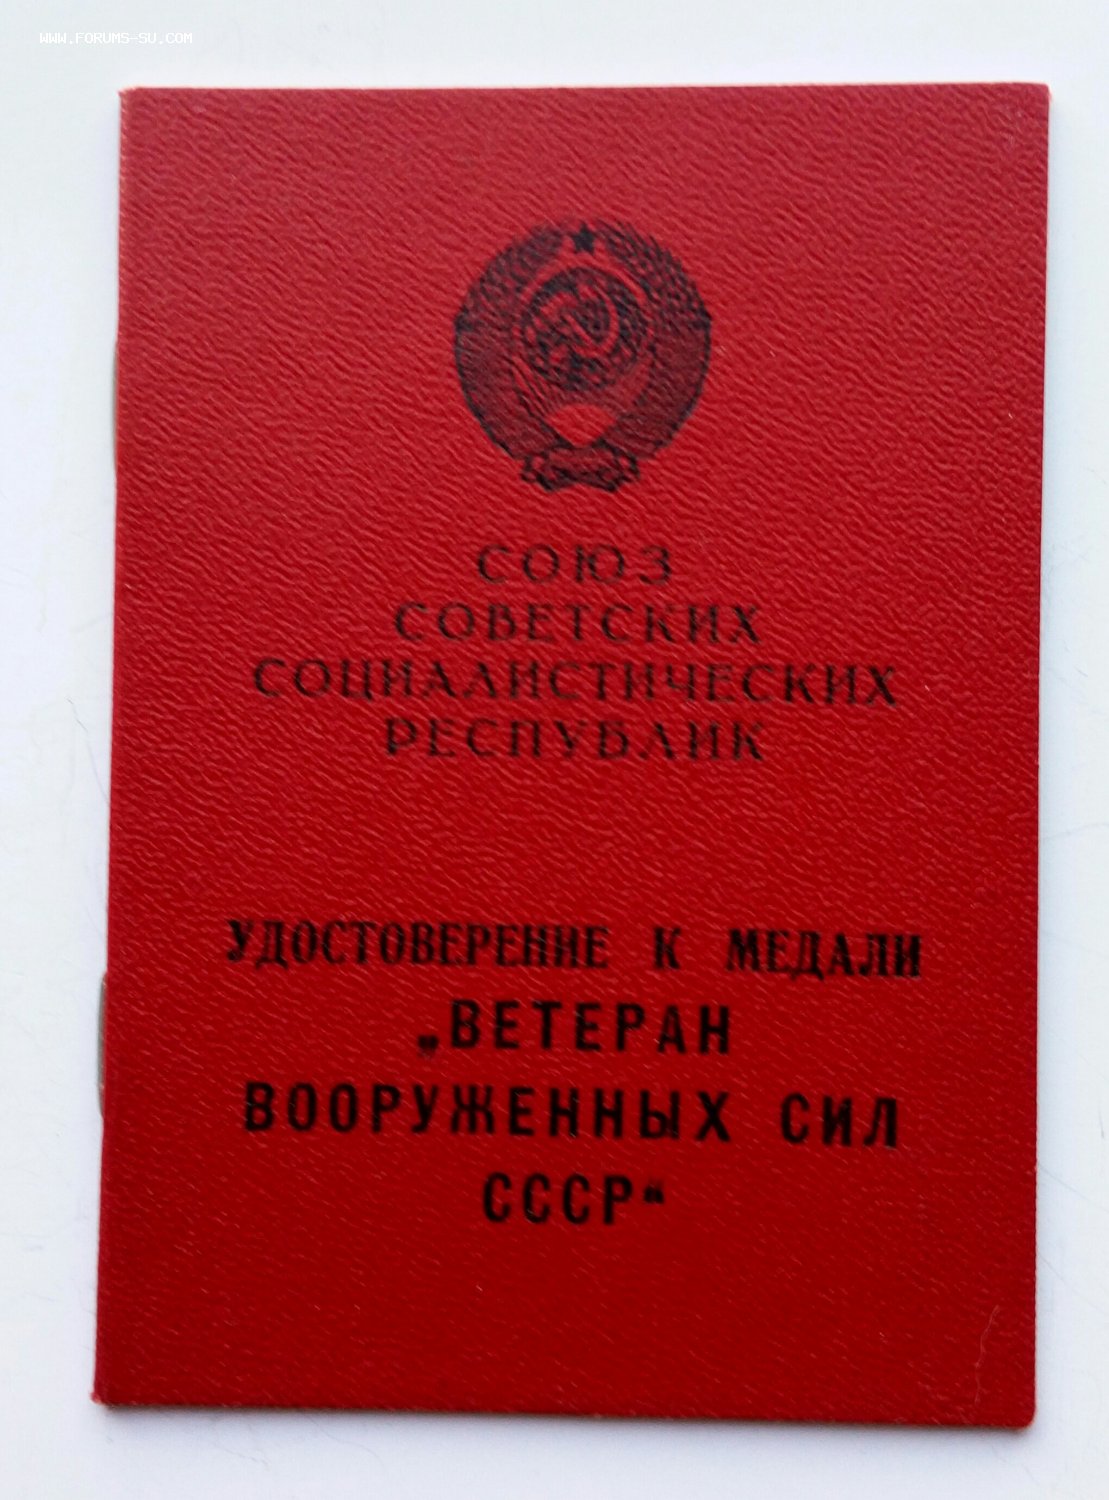 WWW.FORUMS-SU.COM
СОЮЗ
СОВЕТСКИХ
СОЦИАЛИСТИЧЕСКИХ
РЕСПУБЛИК
УДОСТОВЕРЕНИЕ К МЕДАЛИ
„ВЕТЕРАН
ВООРУЖЕННЫХ СИЛ
СССР“